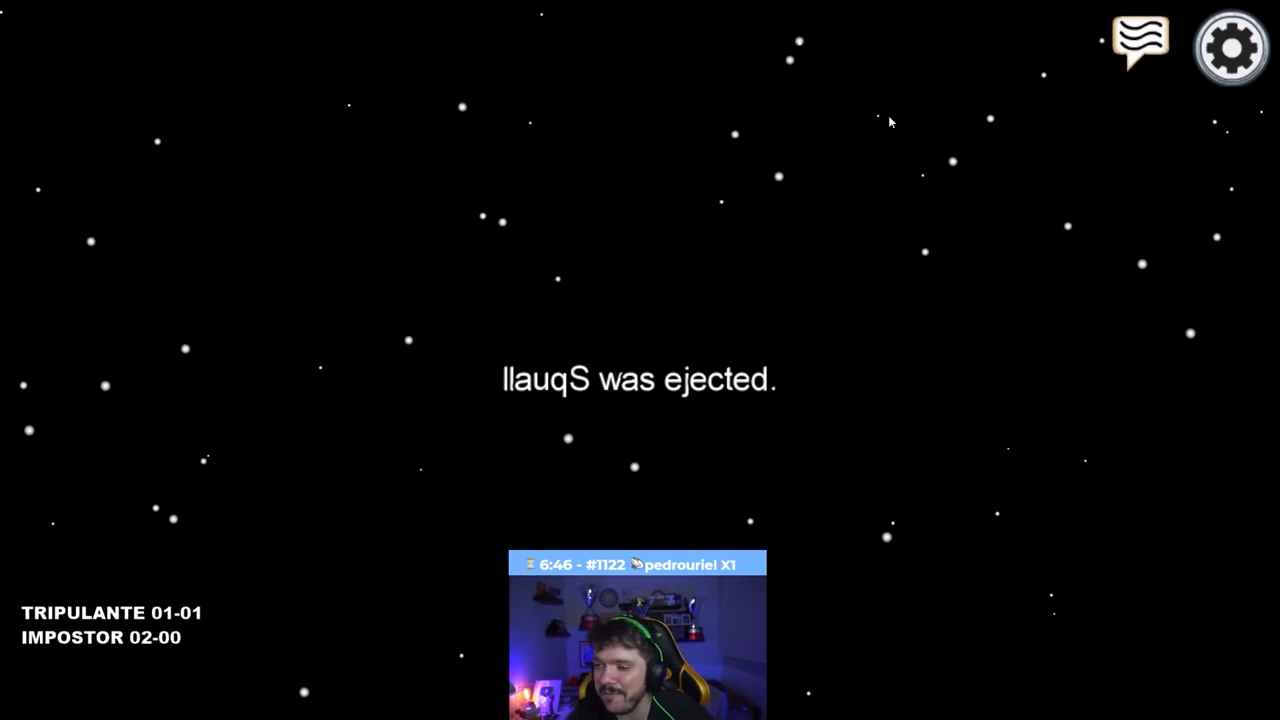 llauqS was ejected.
6:46 - #1122 pedrouriel X1
TRIPULANTE 01-01
IMPOSTOR 02-00